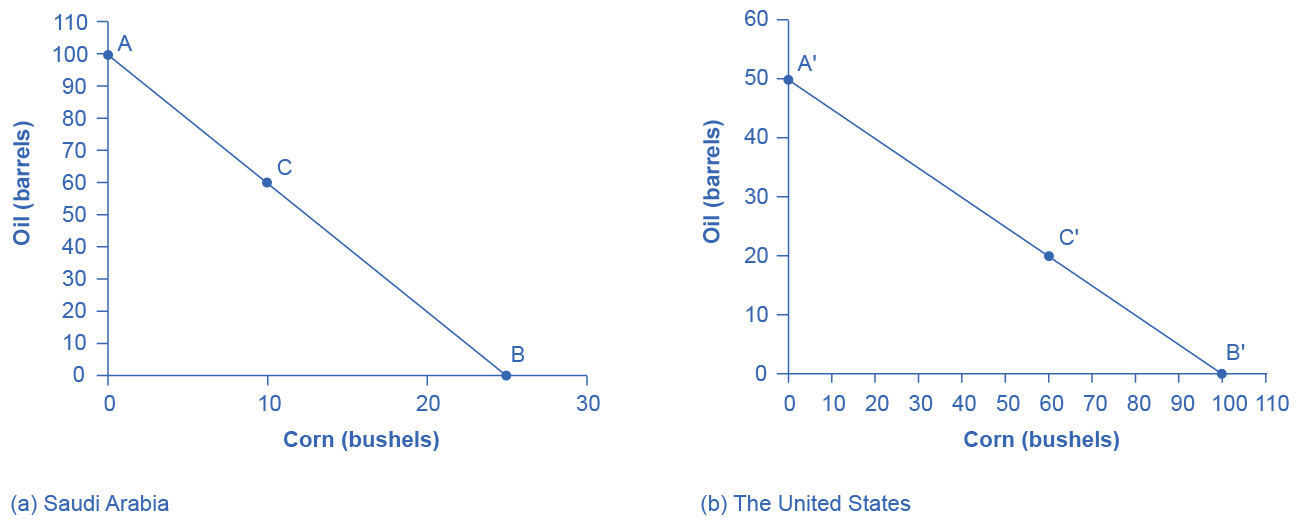 110
100
90
80
70
60
50
40
30
20
10
0
Oil (barrels)
A
C
B
0 10 20 30
Corn (bushels)
(a) Saudi Arabia
60
50
40
30
20
10
0
Oil (barrels)
A'
C'
B'
0 10 20 30 40 50 60 70 80 90 100 110
Corn (bushels)
(b) The United States